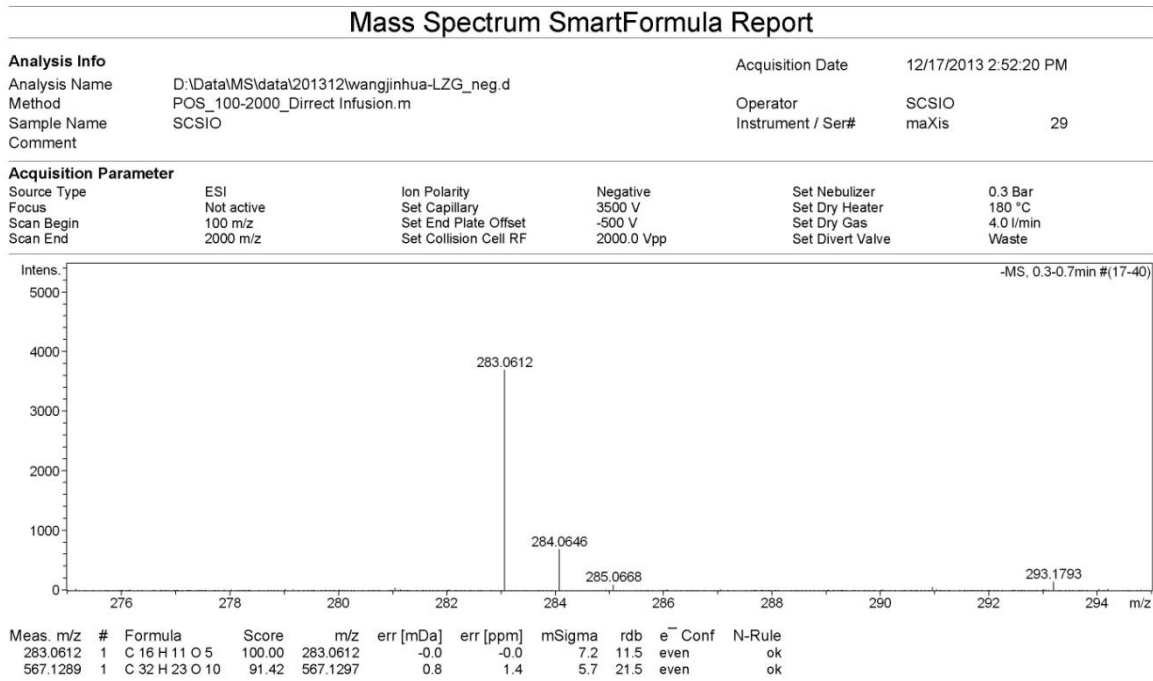 Mass Spectrum SmartFormula Report
Analysis Info
Acquisition Date 12/17/2013 2:52:20 PM
Analysis Name D:\Data\MS\data\201312\wangjinhua-LZG_neg.d
Method POS_100-2000_Dirrect Infusion.m
Operator SCSIO
Sample Name SCSIO
Instrument / Ser# maXis 29
Comment
Acquisition Parameter
Source Type ESI Ion Polarity Negative Set Nebulizer 0.3 Bar
Focus Not active Set Capillary 3500 V Set Dry Heater 180 °C
Scan Begin 100 m/z Set End Plate Offset -500 V Set Dry Gas 4.0 l/min
Scan End 2000 m/z Set Collision Cell RF 2000.0 Vpp Set Divert Valve Waste
Intens.
-MS, 0.3-0.7min #(17-40)
5000
4000
283.0612
3000
2000
1000
284.0646
285.0668
293.1793
0
276 278 280 282 284 286 288 290 292 294 m/z
Meas. m/z # Formula Score m/z err [mDa] err [ppm] mSigma rdb e⁻ Conf N-Rule
283.0612 1 C 16 H 11 O 5 100.00 283.0612 -0.0 -0.0 7.2 11.5 even ok
567.1289 1 C 32 H 23 O 10 91.42 567.1297 0.8 1.4 5.7 21.5 even ok